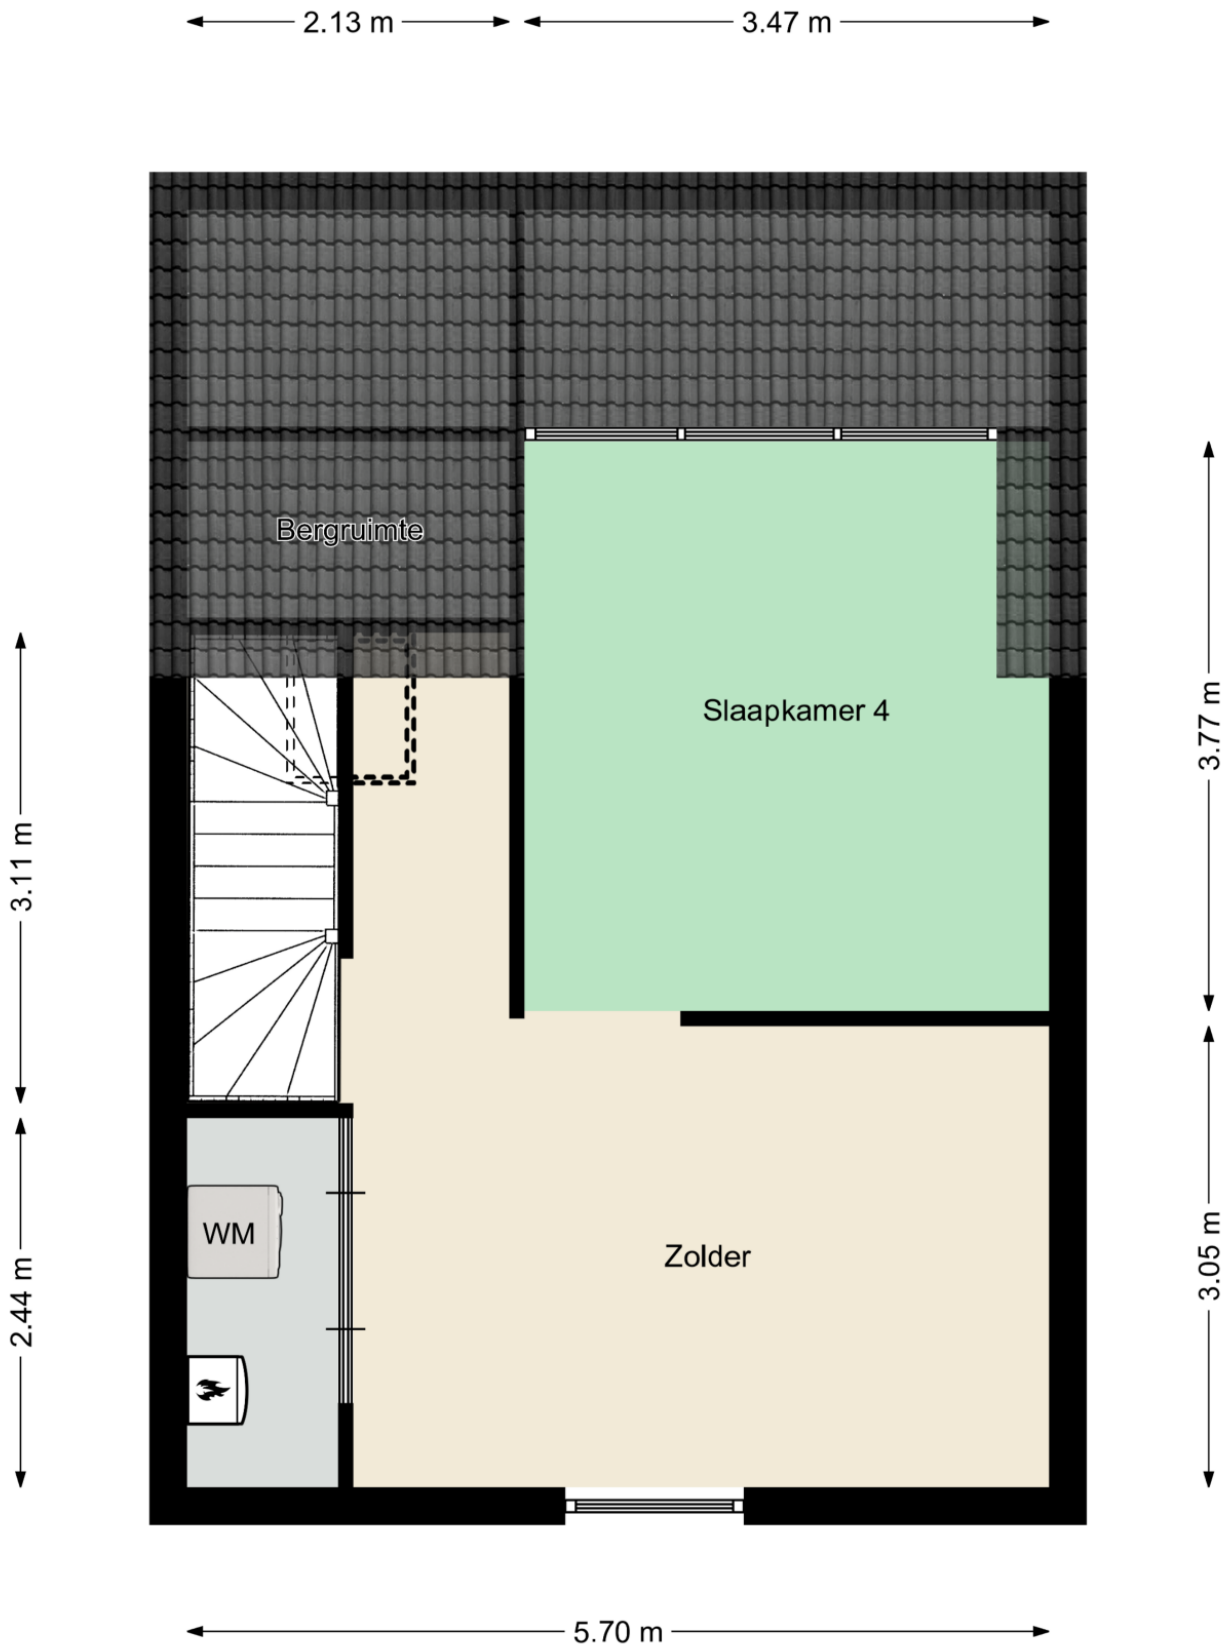 2.13 m
3.47 m
Bergruimte
Slaapkamer 4
3.77 m
3.11 m
WM
Zolder
2.44 m
3.05 m
5.70 m